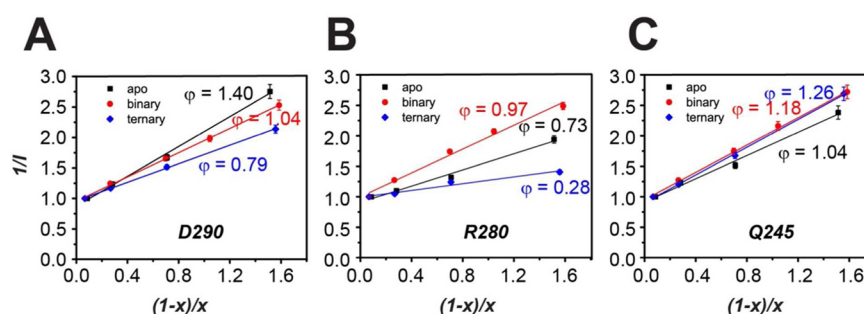 A
B
C
1/I
3.0
2.5
2.0
1.5
1.0
0.5
0.0
apo
binary
ternary
φ = 1.40
φ = 1.04
φ = 0.79
D290
0.0 0.4 0.8 1.2 1.6
(1-x)/x
3.0
2.5
2.0
1.5
1.0
0.5
0.0
apo
binary
ternary
φ = 0.97
φ = 0.73
φ = 0.28
R280
0.0 0.4 0.8 1.2 1.6
(1-x)/x
3.0
2.5
2.0
1.5
1.0
0.5
0.0
apo
binary
ternary
φ = 1.26
φ = 1.18
φ = 1.04
Q245
0.0 0.4 0.8 1.2 1.6
(1-x)/x